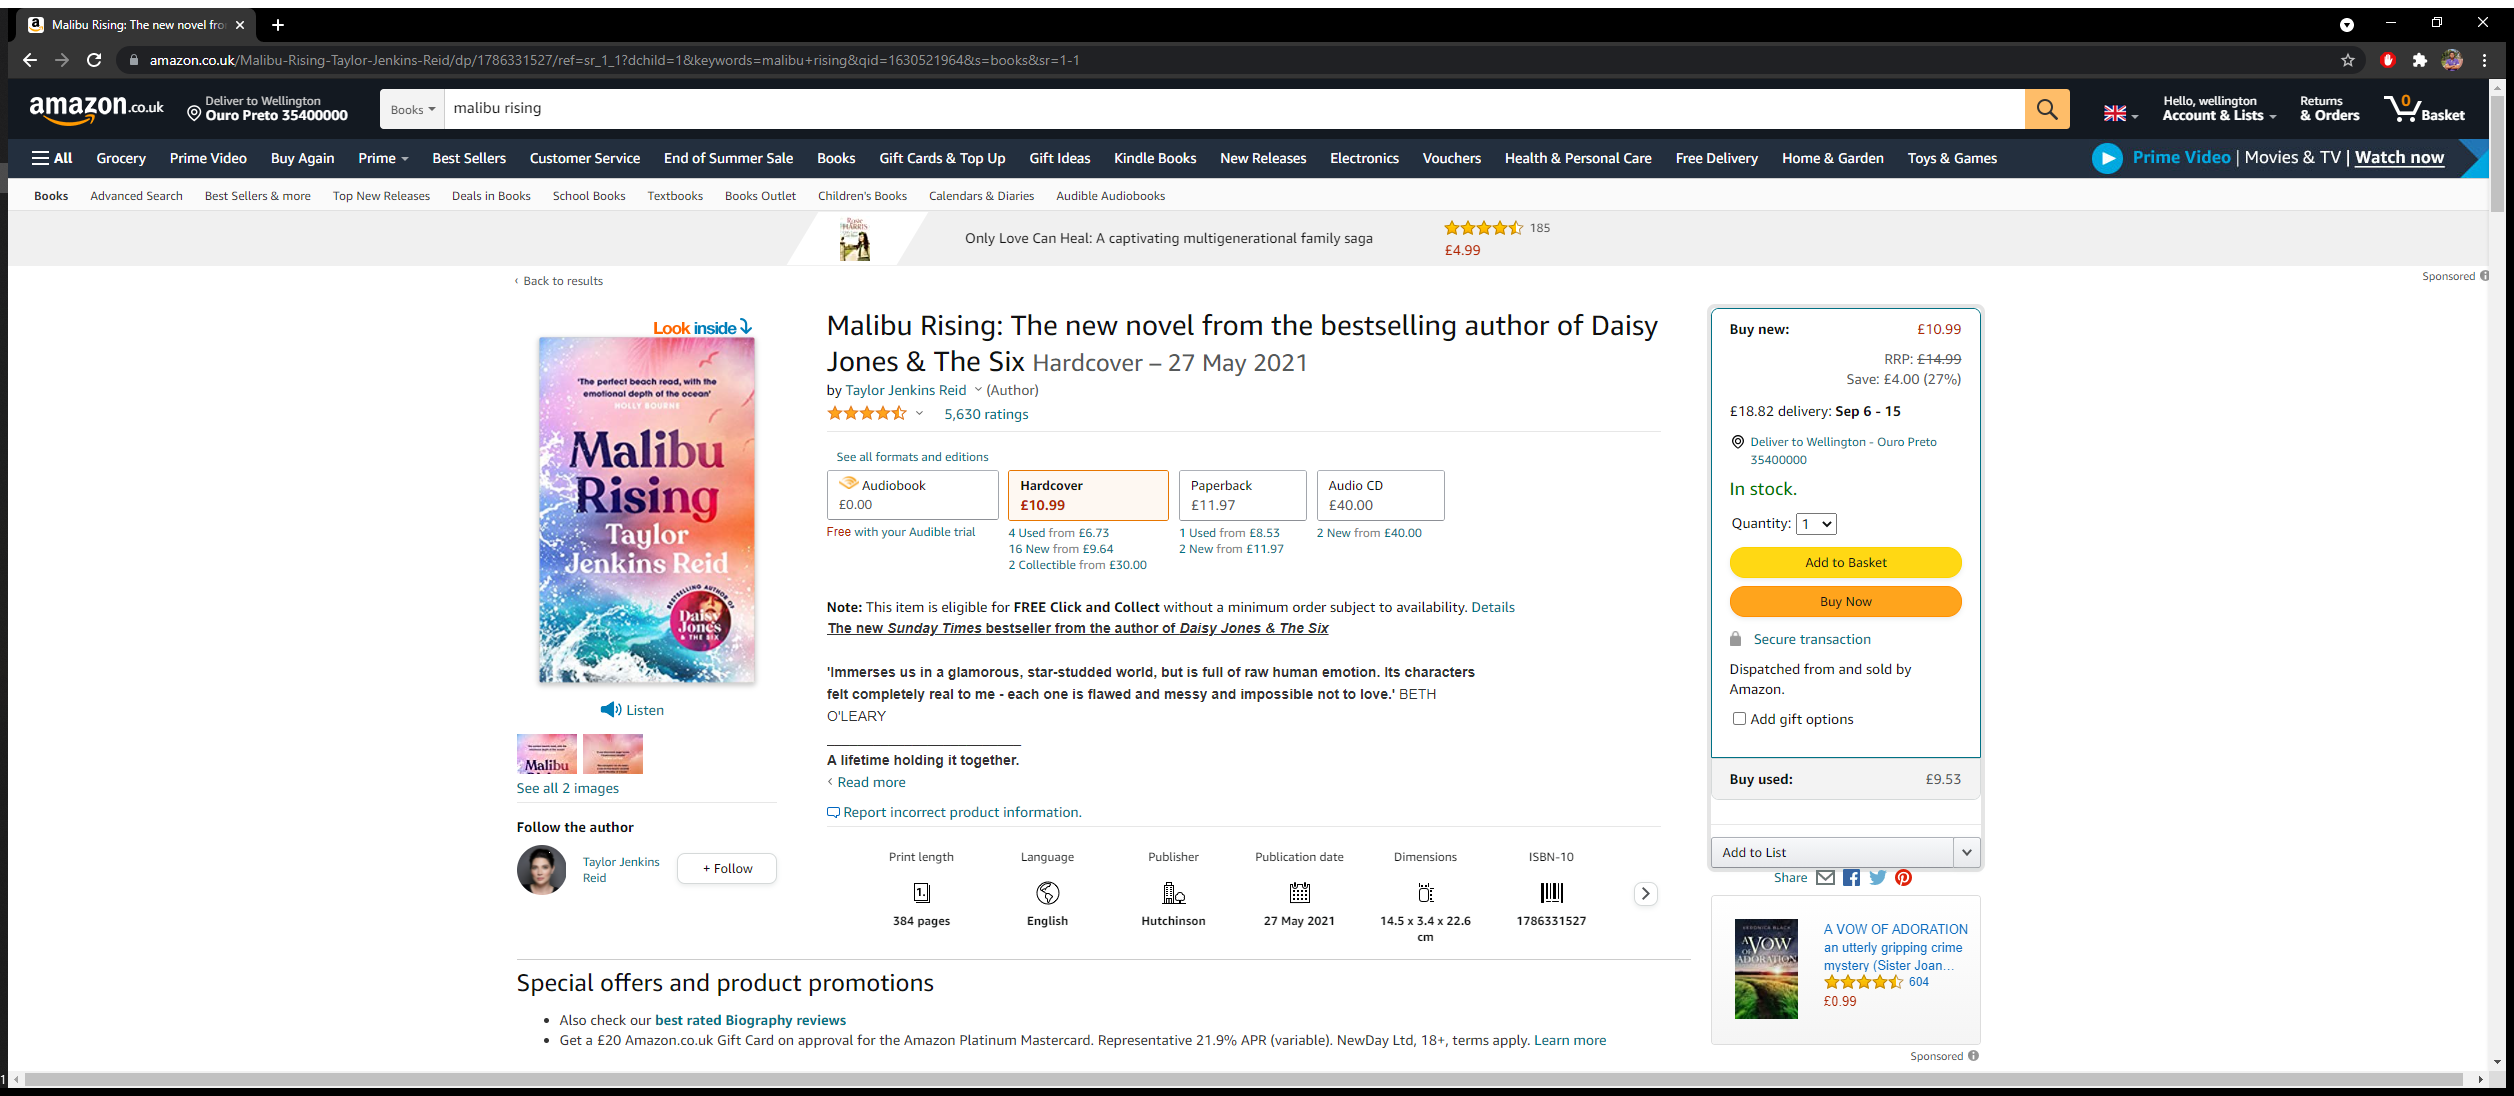 Malibu Rising: The new novel fro
amazon.co.uk/Malibu-Rising-Taylor-Jenkins-Reid/dp/1786331527/ref=sr_1_1?dchild=1&keywords=malibu+rising&qid=1630521964&s=books&sr=1-1
amazon.co.uk
Deliver to Wellington
Ouro Preto 35400000
Books
malibu rising
Hello, wellington
Account & Lists
Returns
& Orders
0
Basket
All Grocery Prime Video Buy Again Prime Best Sellers Customer Service End of Summer Sale Books Gift Cards & Top Up Gift Ideas Kindle Books New Releases Electronics Vouchers Health & Personal Care Free Delivery Home & Garden Toys & Games
Prime Video | Movies & TV | Watch now
Books Advanced Search Best Sellers & more Top New Releases Deals in Books School Books Textbooks Books Outlet Children's Books Calendars & Diaries Audible Audiobooks
Only Love Can Heal: A captivating multigenerational family saga
185
£4.99
Sponsored
‹ Back to results
Look inside
'The perfect beach read, with the
emotional depth of the ocean'
HOLLY BOURNE
Malibu
Rising
Taylor
Jenkins Reid
BESTSELLING AUTHOR OF
Daisy
Jones
& THE SIX
Listen
Malibu
See all 2 images
Follow the author
Taylor Jenkins
Reid
+ Follow
Malibu Rising: The new novel from the bestselling author of Daisy
Jones & The Six Hardcover – 27 May 2021
by Taylor Jenkins Reid (Author)
5,630 ratings
See all formats and editions
Audiobook
£0.00
Free with your Audible trial
Hardcover
£10.99
4 Used from £6.73
16 New from £9.64
2 Collectible from £30.00
Paperback
£11.97
1 Used from £8.53
2 New from £11.97
Audio CD
£40.00
2 New from £40.00
Note: This item is eligible for FREE Click and Collect without a minimum order subject to availability. Details
The new Sunday Times bestseller from the author of Daisy Jones & The Six
'Immerses us in a glamorous, star-studded world, but is full of raw human emotion. Its characters
felt completely real to me - each one is flawed and messy and impossible not to love.' BETH
O'LEARY
A lifetime holding it together.
‹ Read more
Report incorrect product information.
Print length
384 pages
Language
English
Publisher
Hutchinson
Publication date
27 May 2021
Dimensions
14.5 x 3.4 x 22.6
cm
ISBN-10
1786331527
Special offers and product promotions
• Also check our best rated Biography reviews
• Get a £20 Amazon.co.uk Gift Card on approval for the Amazon Platinum Mastercard. Representative 21.9% APR (variable). NewDay Ltd, 18+, terms apply. Learn more
Buy new: £10.99
RRP: £14.99
Save: £4.00 (27%)
£18.82 delivery: Sep 6 - 15
Deliver to Wellington - Ouro Preto
35400000
In stock.
Quantity: 1
Add to Basket
Buy Now
Secure transaction
Dispatched from and sold by
Amazon.
Add gift options
Buy used: £9.53
Add to List
Share
VERONICA BLACK
A VOW
OF
ADORATION
A VOW OF ADORATION
an utterly gripping crime
mystery (Sister Joan...
604
£0.99
Sponsored
1